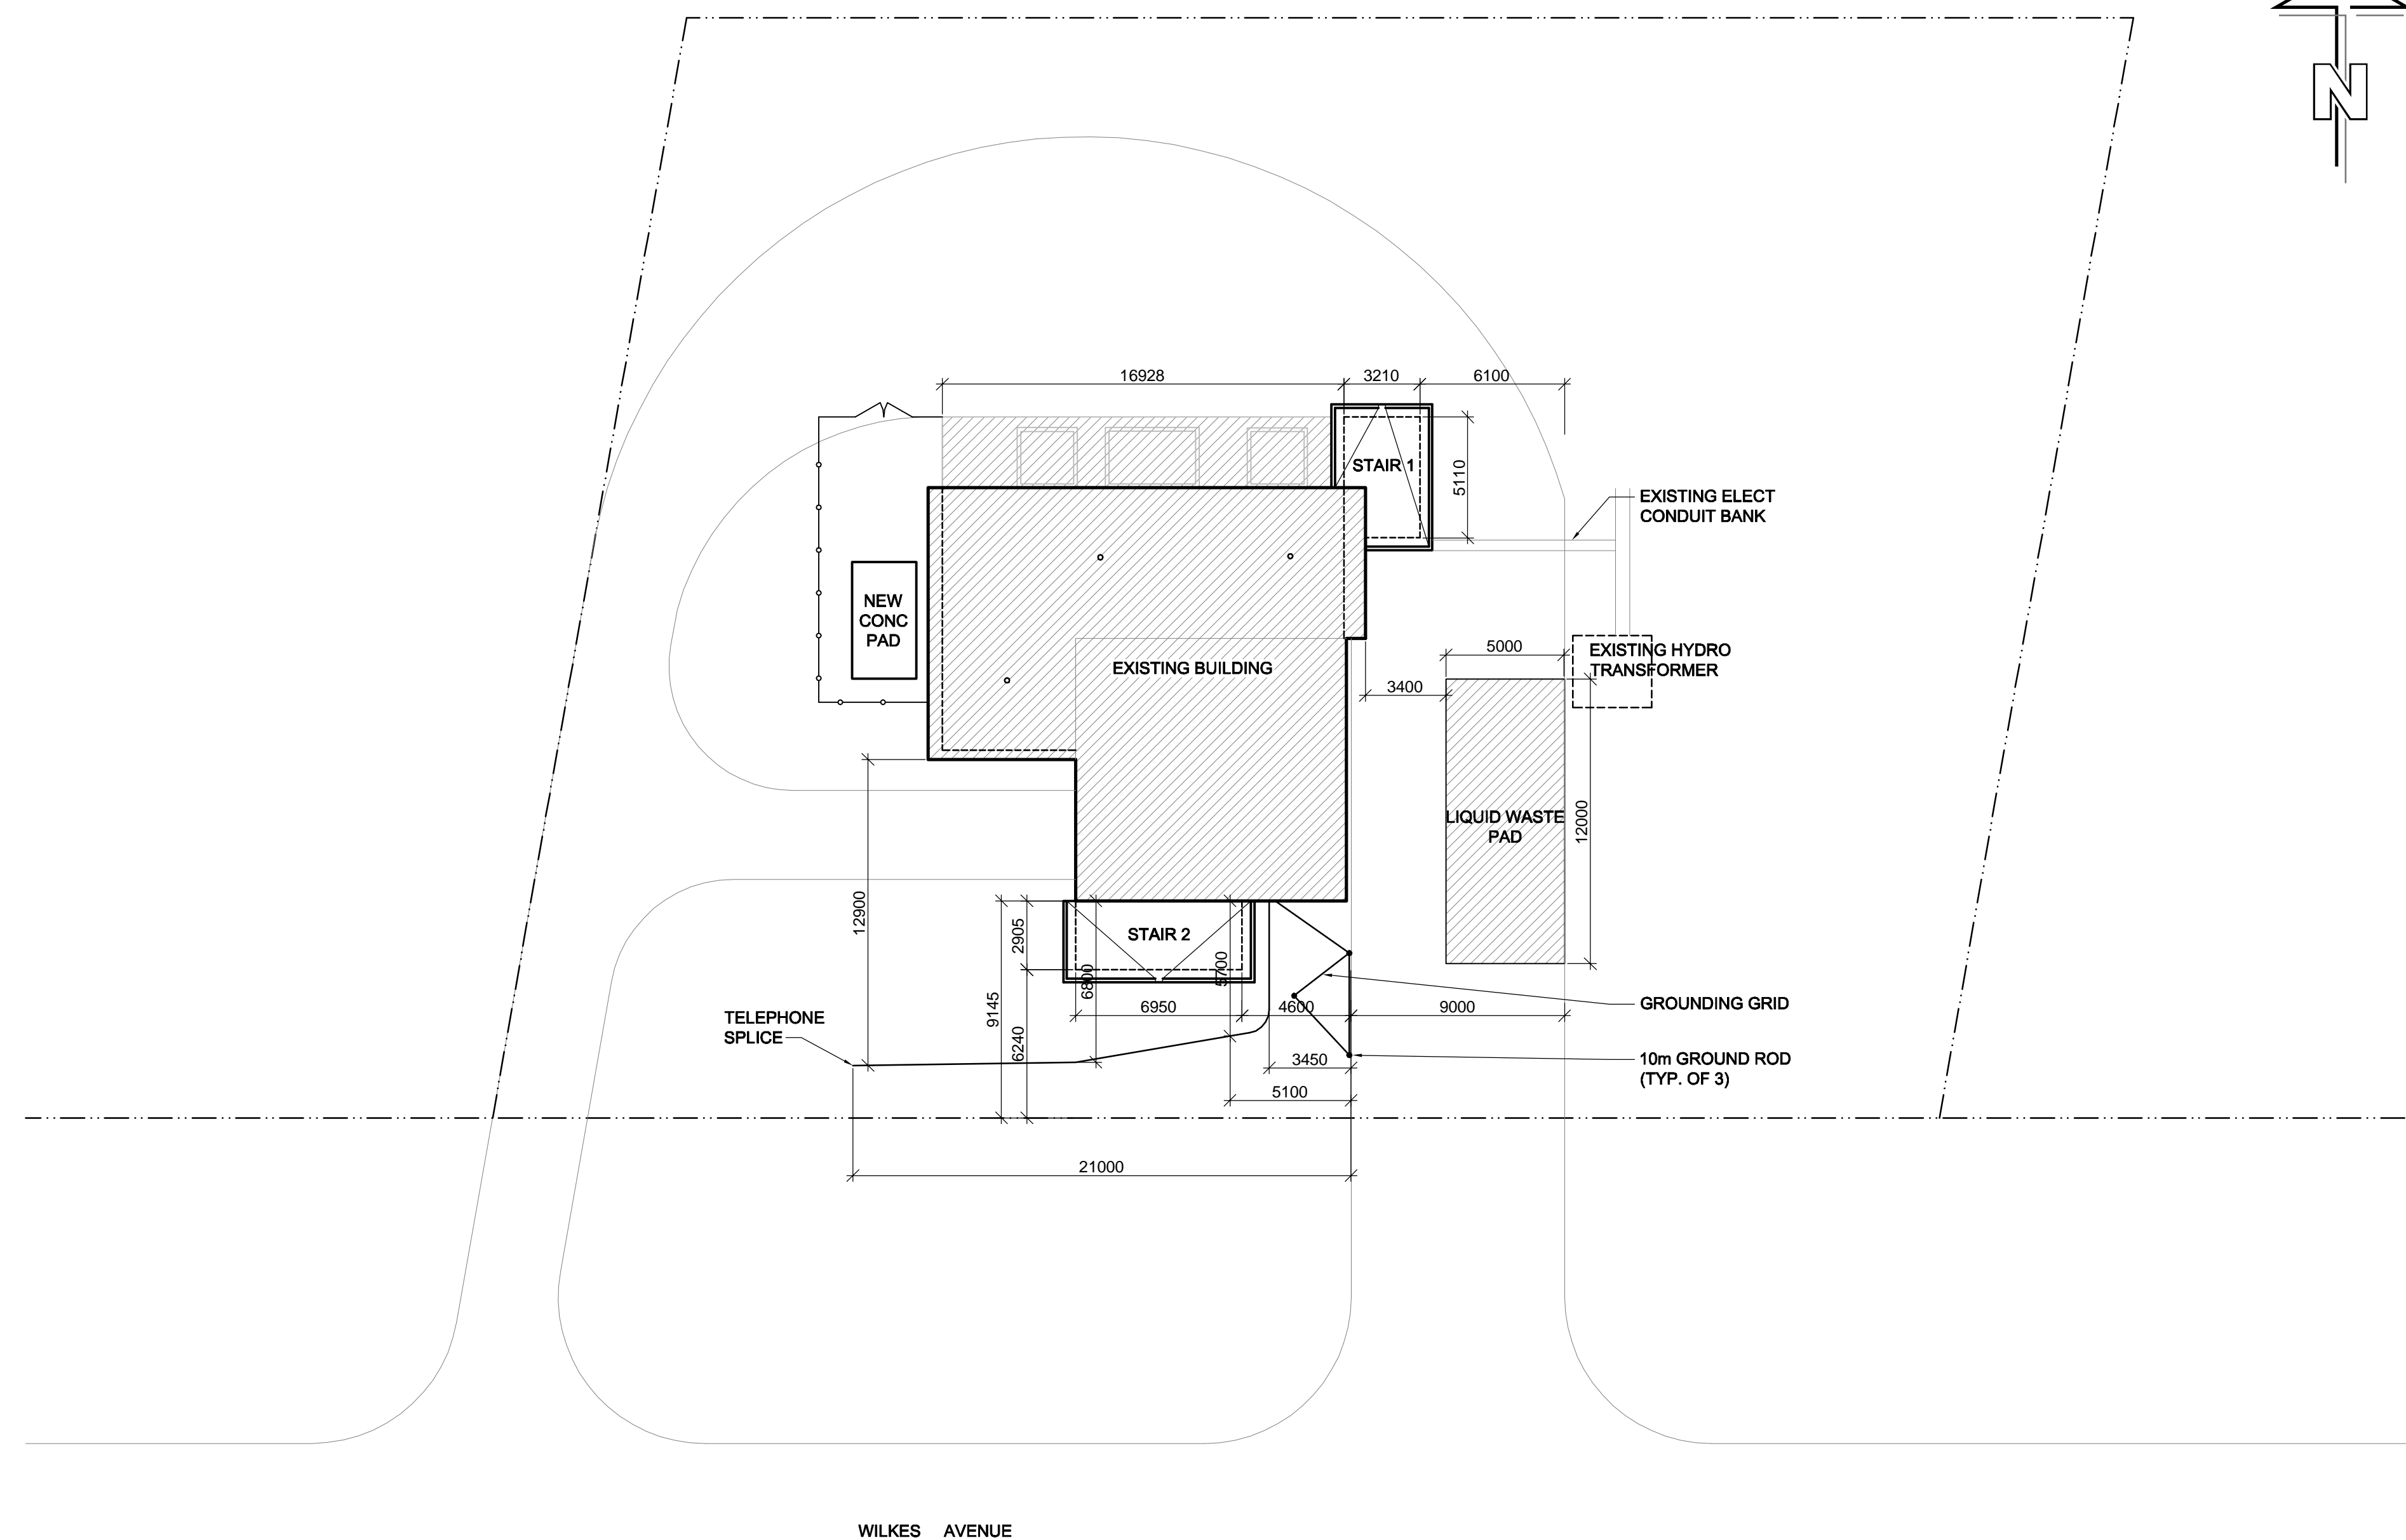 N
16928
3210
6100
STAIR 1
5110
EXISTING ELECT
CONDUIT BANK
NEW
CONC
PAD
EXISTING BUILDING
5000
EXISTING HYDRO
TRANSFORMER
3400
LIQUID WASTE
PAD
12000
12900
2905
STAIR 2
6800
5700
9145
6240
6950
4600
9000
GROUNDING GRID
TELEPHONE
SPLICE
3450
10m GROUND ROD
(TYP. OF 3)
5100
21000
WILKES AVENUE